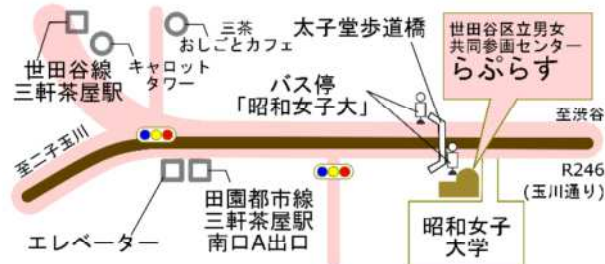 世田谷線
三軒茶屋駅
キャロット
タワー
三茶
おしごとカフェ
太子堂歩道橋
世田谷区立男女
共同参画センター
らぷらす
バス停
「昭和女子大」
至渋谷
至二子玉川
R246
(玉川通り)
エレベーター
田園都市線
三軒茶屋駅
南口A出口
昭和女子
大学